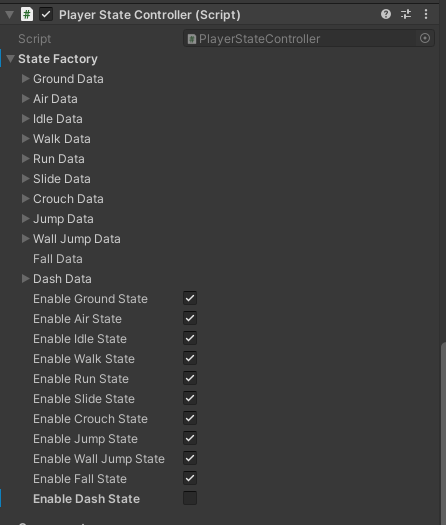 Player State Controller (Script)
Script PlayerStateController
State Factory
Ground Data
Air Data
Idle Data
Walk Data
Run Data
Slide Data
Crouch Data
Jump Data
Wall Jump Data
Fall Data
Dash Data
Enable Ground State
Enable Air State
Enable Idle State
Enable Walk State
Enable Run State
Enable Slide State
Enable Crouch State
Enable Jump State
Enable Wall Jump State
Enable Fall State
Enable Dash State